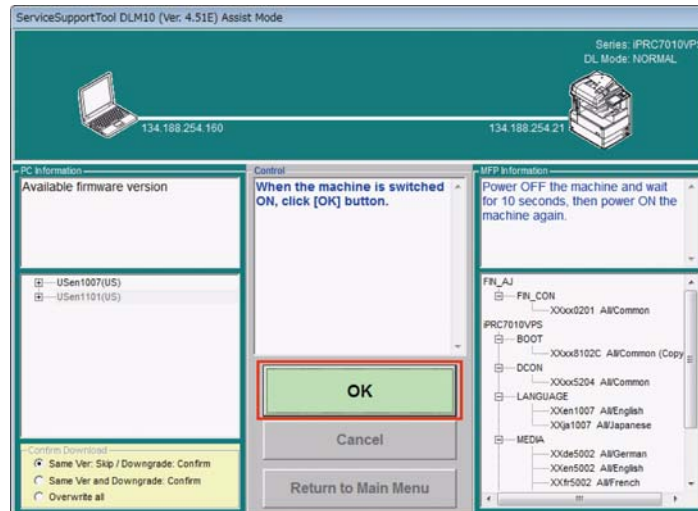 ServiceSupportTool DLM10 (Ver. 4.51E) Assist Mode
Series: iPRC7010VPS
DL Mode: NORMAL
134.188.254.160
134.188.254.21
PC Information
Available firmware version
USen1007(US)
USen1101(US)
Confirm Download
Same Ver: Skip / Downgrade: Confirm
Same Ver and Downgrade: Confirm
Overwrite all
Control
When the machine is switched
ON, click [OK] button.
OK
Cancel
Return to Main Menu
MFP Information
Power OFF the machine and wait
for 10 seconds, then power ON the
machine again.
FIN_AJ
FIN_CON
XXxx0201 All/Common
iPRC7010VPS
BOOT
XXxx8102C All/Common (Copy
DCON
XXxx5204 All/Common
LANGUAGE
XXen1007 All/English
XXja1007 All/Japanese
MEDIA
XXde5002 All/German
XXen5002 All/English
XXfr5002 All/French